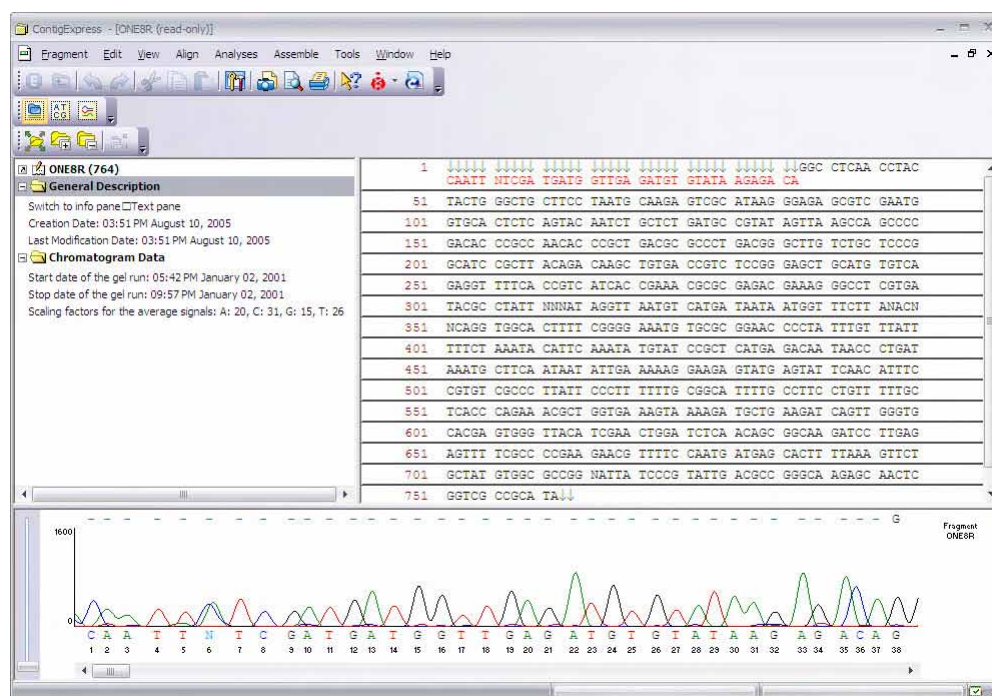 ContigExpress - [ONE8R (read-only)]
Fragment Edit View Align Analyses Assemble Tools Window Help
ONE8R (764)
General Description
Switch to info pane□Text pane
Creation Date: 03:51 PM August 10, 2005
Last Modification Date: 03:51 PM August 10, 2005
Chromatogram Data
Start date of the gel run: 05:42 PM January 02, 2001
Stop date of the gel run: 09:57 PM January 02, 2001
Scaling factors for the average signals: A: 20, C: 31, G: 15, T: 26
1 ↓↓↓↓↓ ↓↓↓↓↓ ↓↓↓↓↓ ↓↓↓↓↓ ↓↓↓↓↓ ↓↓↓↓↓ ↓↓↓↓↓ ↓↓GGC CCTCAA CCTAC
CAATT NTCGA TGATG GTTGA GATGT GTATA AGAGA CA
51 TACTG GGCTG CTTCC TAATG CAAGA GTCGC ATAAG GGAGA GCGTC GAATG
101 GTGCA CTCTC AGTAC AATCT GCTCT GATGC CGTAT AGTTA AGCCA GCCCC
151 GACAC CCGCC AACAC CCGCT GACGC GCCCT GACGG GCTTG TCTGC TCCCG
201 GCATC CGCTT ACAGA CAAGC TGTGA CCGTC TCCGG GAGCT GCATG TGTCA
251 GAGGT TTTCA CCGTC ATCAC CGAAA CGCGC GAGAC GAAAG GGCCT CGTGA
301 TACGC CTATT NNNAT AGGTT AATGT CATGA TAATA ATGGT TTCTT ANACN
351 NCAGG TGGCA CTTTT CGGGG AAATG TGCGC GGAAC CCCTA TTTGT TTATT
401 TTTCT AAATA CATTC AAATA TGTAT CCGCT CATGA GACAA TAACC CTGAT
451 AAATG CTTCA ATAAT ATTGA AAAAG GAAGA GTATG AGTAT TCAAC ATTTC
501 CGTGT CGCCC TTATT CCCTT TTTTG CGGCA TTTTG CCTTC CTGTT TTTGC
551 TCACC CAGAA ACGCT GGTGA AAGTA AAAGA TGCTG AAGAT CAGTT GGGTG
601 CACGA GTGGG TTACA TCGAA CTGGA TCTCA ACAGC GGCAA GATCC TTGAG
651 AGTTT TCGCC CCGAA GAACG TTTTC CAATG ATGAG CACTT TTAAA GTTCT
701 GCTAT GTGGC GCCGG NATTA TCCCG TATTG ACGCC GGGCA AGAGC AACTC
751 GGTCG CCGCA TA↓↓
G
1600
Fragment
ONE8R
0
C A A T T N T C G A T G A T G G T T G A G A T G T G T A T A A G A G A C A G
1 2 3 4 5 6 7 8 9 10 11 12 13 14 15 16 17 18 19 20 21 22 23 24 25 26 27 28 29 30 31 32 33 34 35 36 37 38